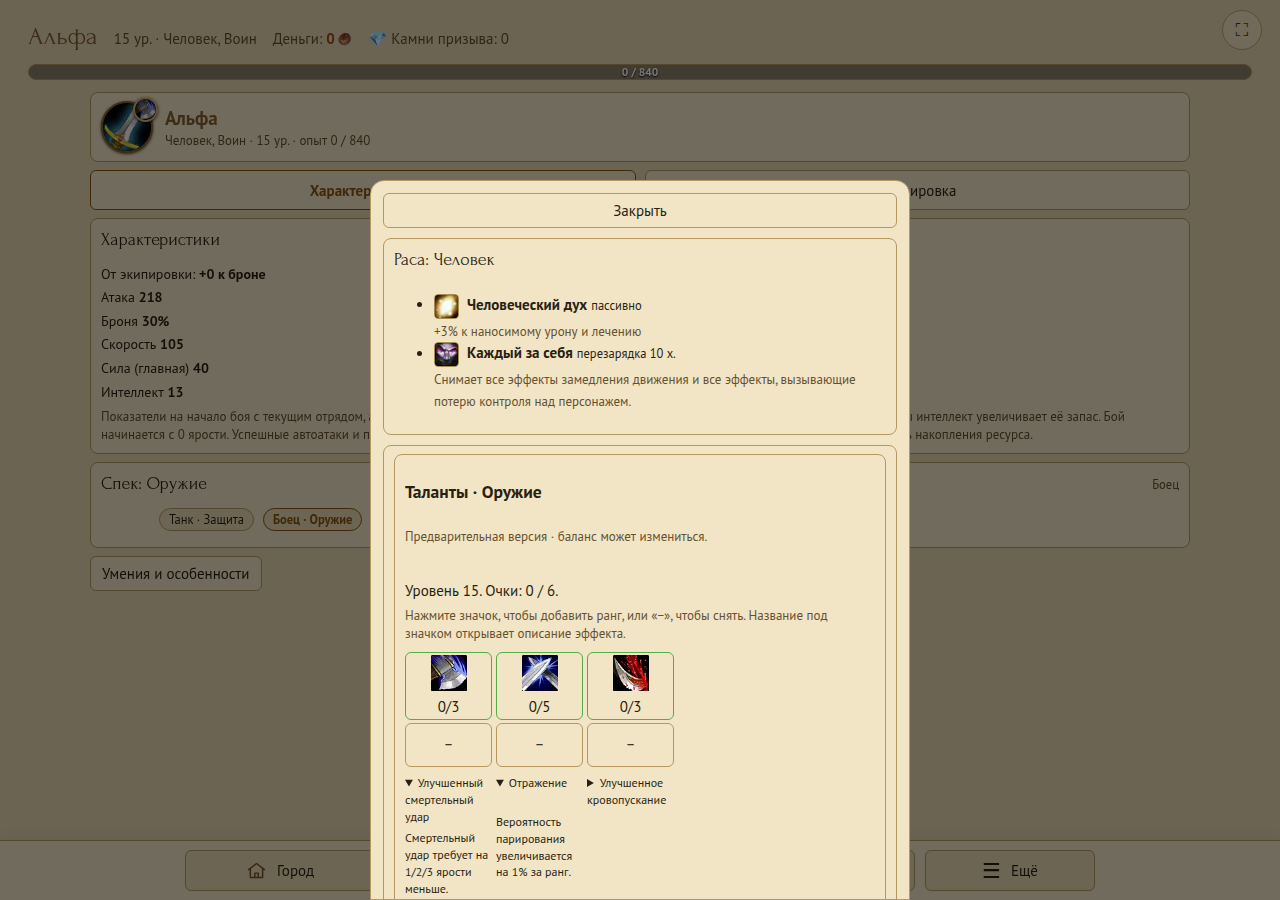 Альфа 15 ур. · Человек, Воин Деньги: 0 Камни призыва: 0
0 / 840
Альфа
Человек, Воин · 15 ур. · опыт 0 / 840
Закрыть
Раса: Человек
Человеческий дух пассивно
+3% к наносимому урону и лечению
Каждый за себя перезарядка 10 х.
Снимает все эффекты замедления движения и все эффекты, вызывающие
потерю контроля над персонажем.
Характеристики
От экипировки: +0 к броне
Атака 218
Броня 30%
Скорость 105
Сила (главная) 40
Интеллект 13
Показатели на начало боя с текущим отрядом,
интеллект увеличивает её запас. Бой
начинается с 0 ярости. Успешные автоатаки и
накопления ресурса.
Спек: Оружие
Боец
Танк · Защита Боец · Оружие
Умения и особенности
Таланты · Оружие
Предварительная версия · баланс может измениться.
Уровень 15. Очки: 0 / 6.
Нажмите значок, чтобы добавить ранг, или «−», чтобы снять. Название под
значком открывает описание эффекта.
0/3 0/5 0/3
− − −
Улучшенный
смертельный
удар
Смертельный
удар требует на
1/2/3 ярости
меньше.
Отражение
Вероятность
парирования
увеличивается
на 1% за ранг.
Улучшенное
кровопускание
Город
Ещё